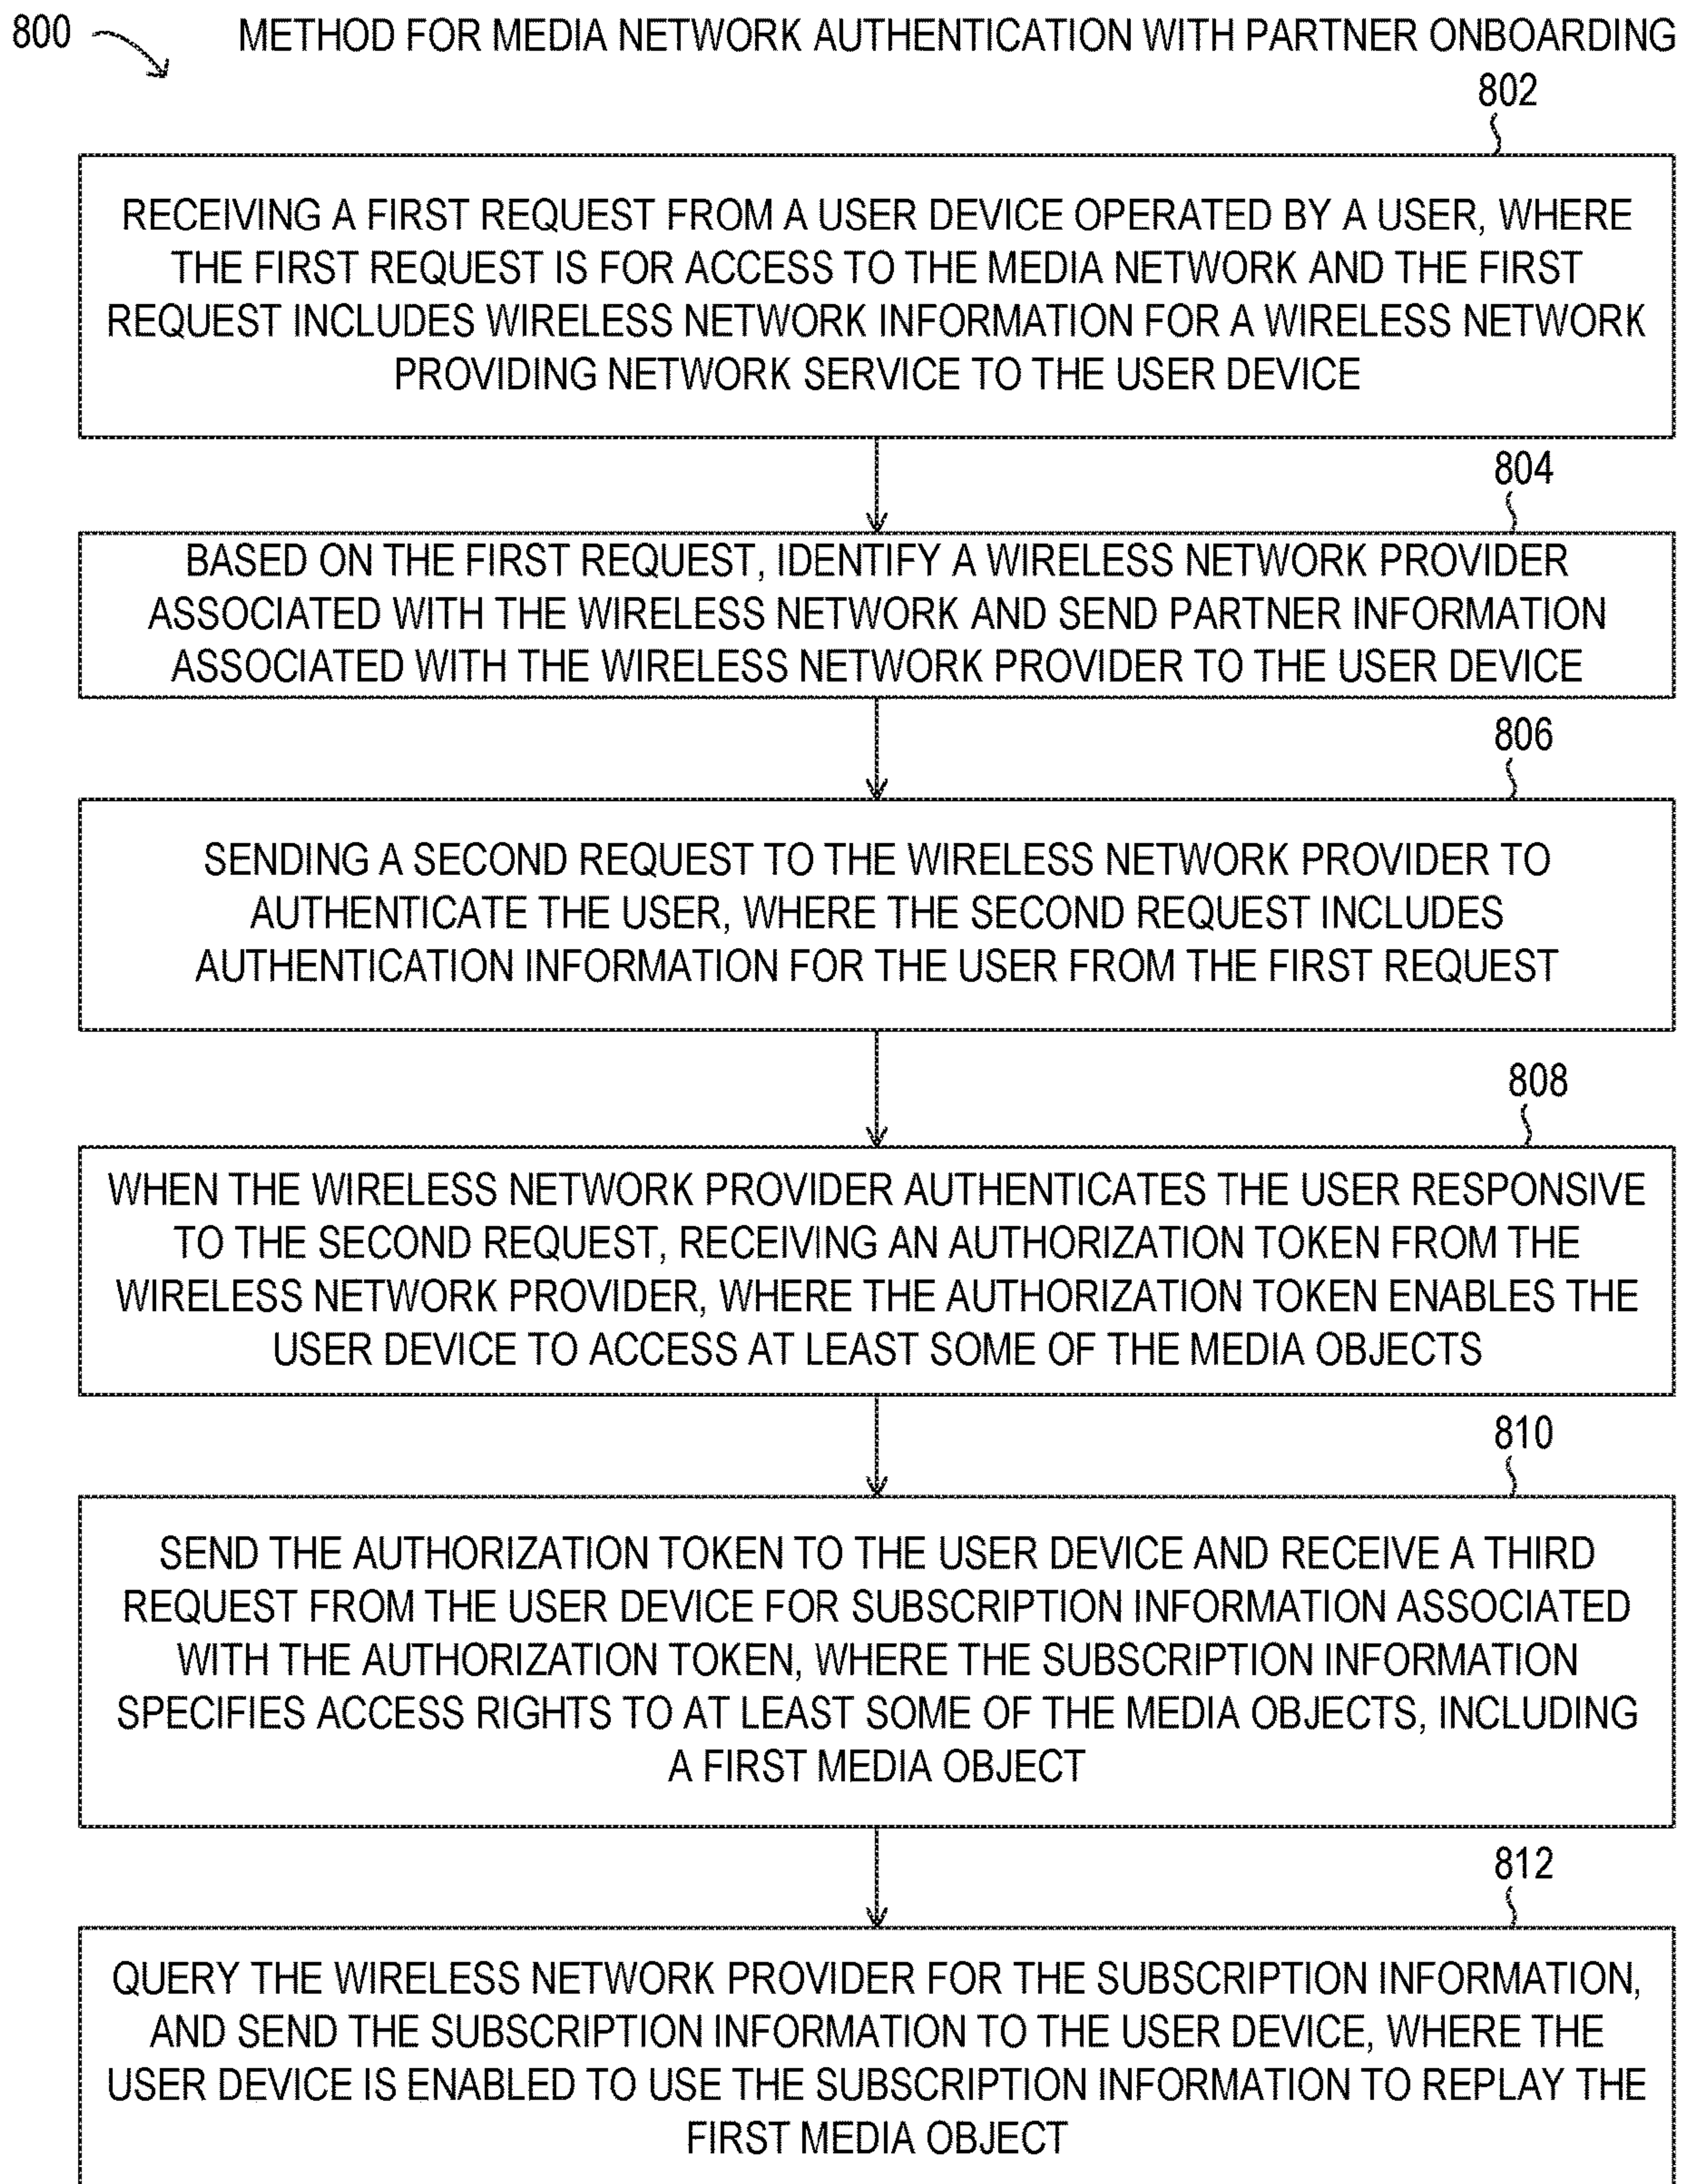 800 METHOD FOR MEDIA NETWORK AUTHENTICATION WITH PARTNER ONBOARDING
802
RECEIVING A FIRST REQUEST FROM A USER DEVICE OPERATED BY A USER, WHERE
THE FIRST REQUEST IS FOR ACCESS TO THE MEDIA NETWORK AND THE FIRST
REQUEST INCLUDES WIRELESS NETWORK INFORMATION FOR A WIRELESS NETWORK
PROVIDING NETWORK SERVICE TO THE USER DEVICE
804
BASED ON THE FIRST REQUEST, IDENTIFY A WIRELESS NETWORK PROVIDER
ASSOCIATED WITH THE WIRELESS NETWORK AND SEND PARTNER INFORMATION
ASSOCIATED WITH THE WIRELESS NETWORK PROVIDER TO THE USER DEVICE
806
SENDING A SECOND REQUEST TO THE WIRELESS NETWORK PROVIDER TO
AUTHENTICATE THE USER, WHERE THE SECOND REQUEST INCLUDES
AUTHENTICATION INFORMATION FOR THE USER FROM THE FIRST REQUEST
808
WHEN THE WIRELESS NETWORK PROVIDER AUTHENTICATES THE USER RESPONSIVE
TO THE SECOND REQUEST, RECEIVING AN AUTHORIZATION TOKEN FROM THE
WIRELESS NETWORK PROVIDER, WHERE THE AUTHORIZATION TOKEN ENABLES THE
USER DEVICE TO ACCESS AT LEAST SOME OF THE MEDIA OBJECTS
810
SEND THE AUTHORIZATION TOKEN TO THE USER DEVICE AND RECEIVE A THIRD
REQUEST FROM THE USER DEVICE FOR SUBSCRIPTION INFORMATION ASSOCIATED
WITH THE AUTHORIZATION TOKEN, WHERE THE SUBSCRIPTION INFORMATION
SPECIFIES ACCESS RIGHTS TO AT LEAST SOME OF THE MEDIA OBJECTS, INCLUDING
A FIRST MEDIA OBJECT
812
QUERY THE WIRELESS NETWORK PROVIDER FOR THE SUBSCRIPTION INFORMATION,
AND SEND THE SUBSCRIPTION INFORMATION TO THE USER DEVICE, WHERE THE
USER DEVICE IS ENABLED TO USE THE SUBSCRIPTION INFORMATION TO REPLAY THE
FIRST MEDIA OBJECT